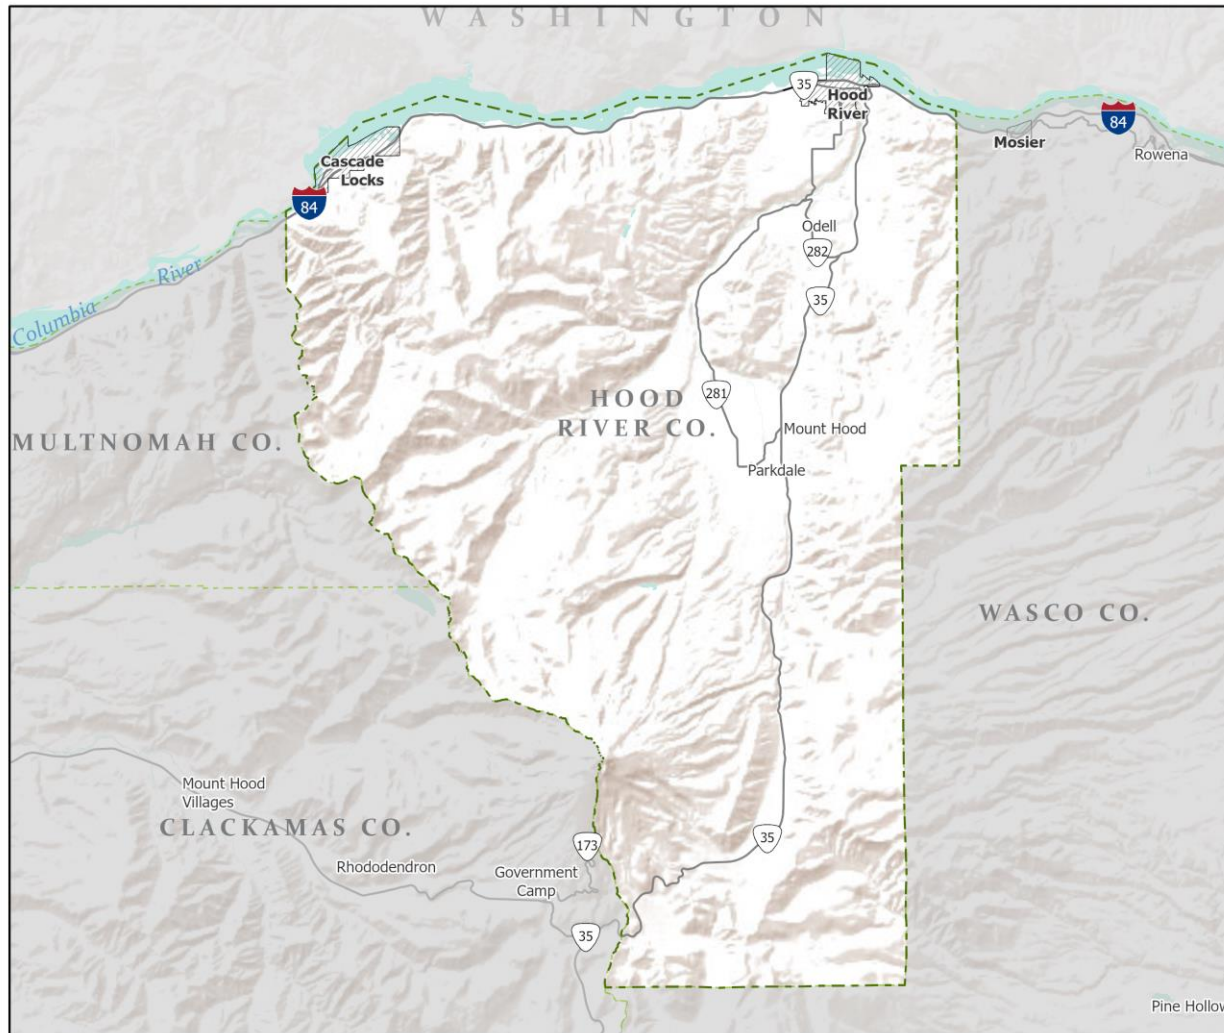 WASHINGTON
35
Hood
River
84
Mosier
Rowena
Cascade
Locks
84
Odell
282
35
Columbia River
281
HOOD
RIVER CO.
MULTNOMAH CO.
Mount Hood
Parkdale
WASCO CO.
Mount Hood
Villages
CLACKAMAS CO.
35
173
Rhododendron
Government
Camp
35
Pine Hollow